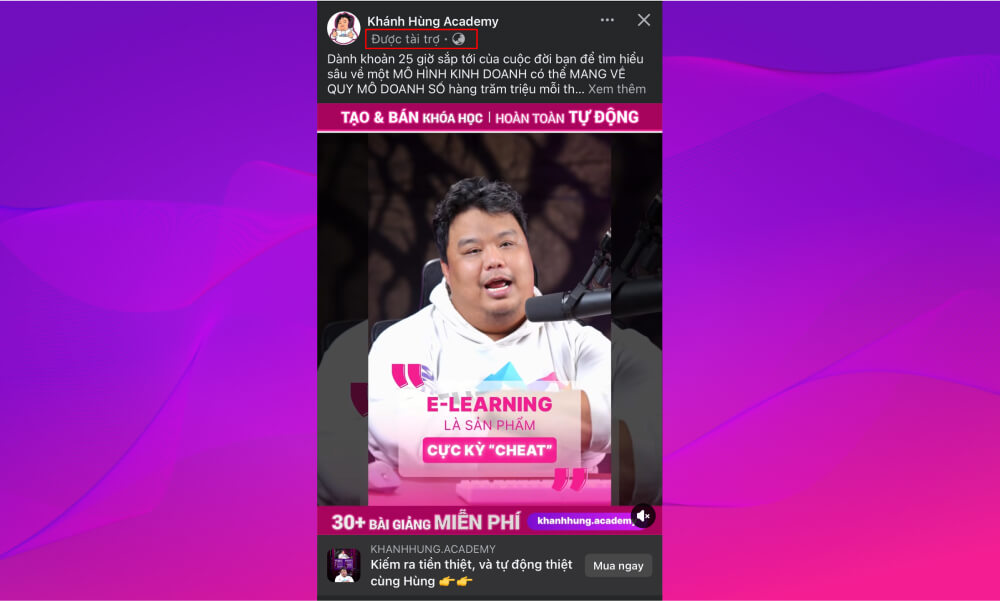 Khánh Hùng Academy
Được tài trợ ·
Dành khoản 25 giờ sắp tới của cuộc đời bạn để tìm hiểu
sâu về một MÔ HÌNH KINH DOANH có thể MANG VỀ
QUY MÔ DOANH SỐ hàng trăm triệu mỗi th... Xem thêm
TẠO & BÁN KHÓA HỌC | HOÀN TOÀN TỰ ĐỘNG
E-LEARNING
LÀ SẢN PHẨM
CỰC KỲ "CHEAT"
30+ BÀI GIẢNG MIỄN PHÍ khanhhung.academy
KHANHHUNG.ACADEMY
Kiếm ra tiền thiệt, và tự động thiệt
cùng Hùng 👉👉
Mua ngay